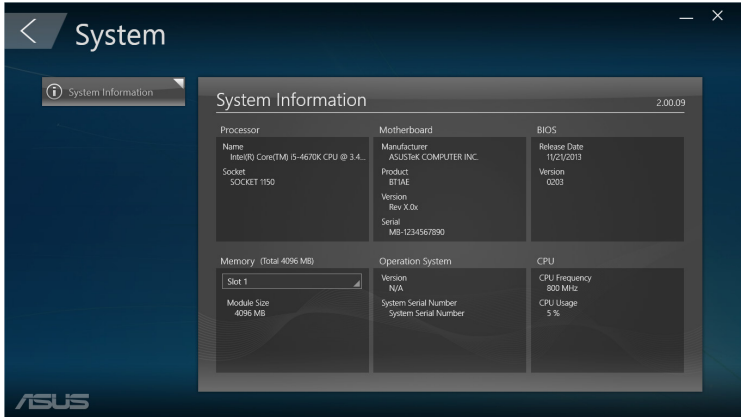 System
System Information
System Information
2.00.09
Processor
Name
Intel(R) Core(TM) i5-4670K CPU @ 3.4...
Socket
SOCKET 1150
Motherboard
Manufacturer
ASUSTeK COMPUTER INC.
Product
BT1AE
Version
Rev X.0x
Serial
MB-1234567890
BIOS
Release Date
11/21/2013
Version
0203
Memory (Total 4096 MB)
Slot 1
Module Size
4096 MB
Operation System
Version
N/A
System Serial Number
System Serial Number
CPU
CPU Frequency
800 MHz
CPU Usage
5 %
ASUS